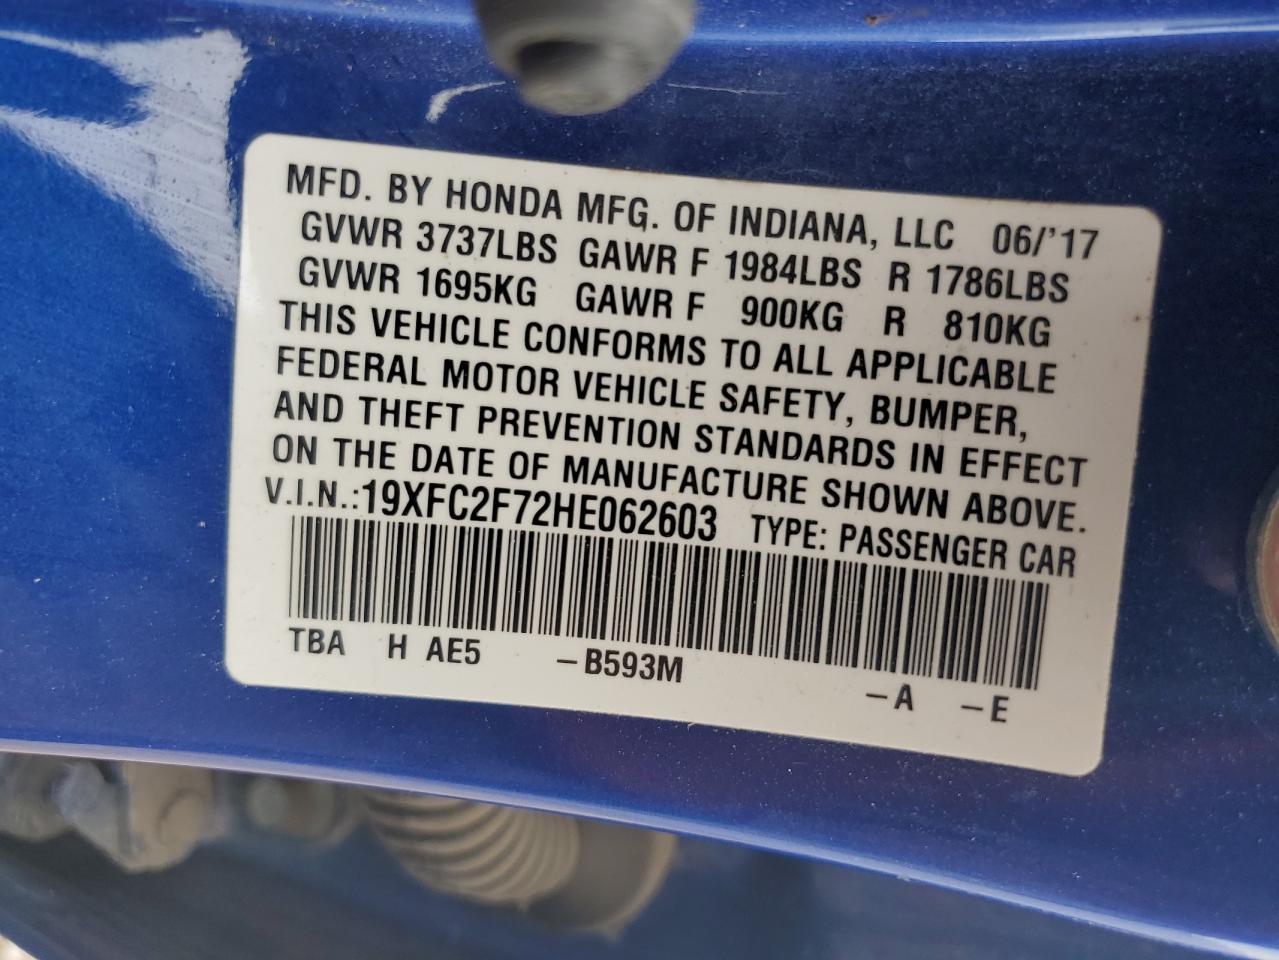 MFD. BY HONDA MFG. OF INDIANA, LLC 06/'17
GVWR 3737LBS GAWR F 1984LBS R 1786LBS
GVWR 1695KG GAWR F 900KG R 810KG
THIS VEHICLE CONFORMS TO ALL APPLICABLE
FEDERAL MOTOR VEHICLE SAFETY, BUMPER,
AND THEFT PREVENTION STANDARDS IN EFFECT
ON THE DATE OF MANUFACTURE SHOWN ABOVE.
V.I.N.:19XFC2F72HE062603 TYPE: PASSENGER CAR
TBA H AE5 -B593M -A -E